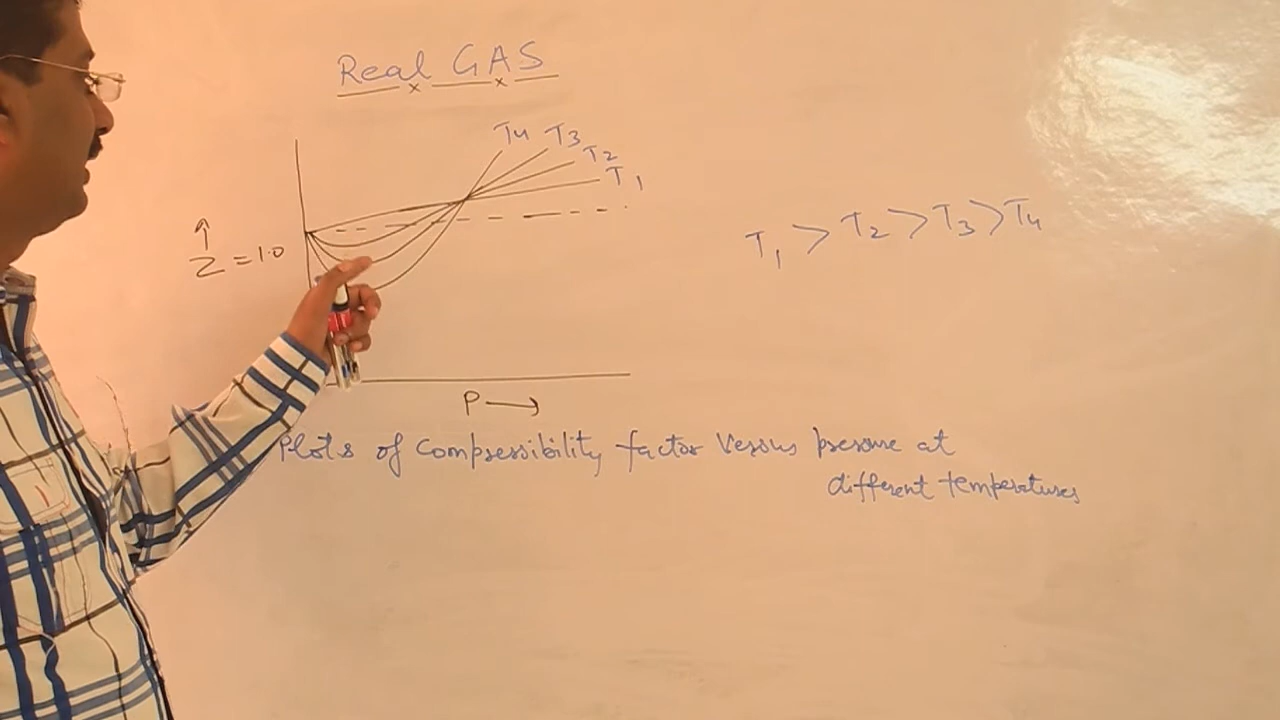 Real GAS
T4 T3
T2
T1
Z = 1.0
T1 > T2 > T3 > T4
P
Plots of Compressibility factor Versus pressure at
different temperatures